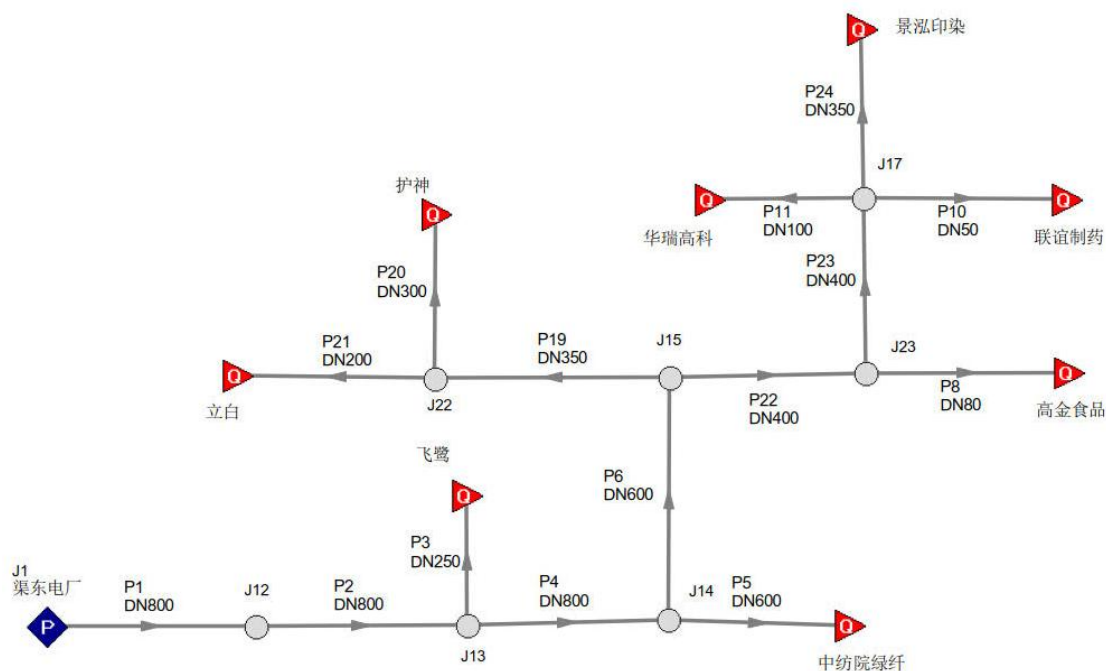 景泓印染
P24
DN350
J17
护神
P11
DN100
P10
DN50
华瑞高科
联谊制药
P20
DN300
P23
DN400
P21
DN200
P19
DN350
J15
J23
立白
J22
P22
DN400
P8
DN80
高金食品
飞鹭
P6
DN600
P3
DN250
J1
渠东电厂
P1
DN800
J12
P2
DN800
P4
DN800
J14
P5
DN600
J13
中纺院绿纤
Q
Q
Q
Q
Q
Q
Q
Q
P